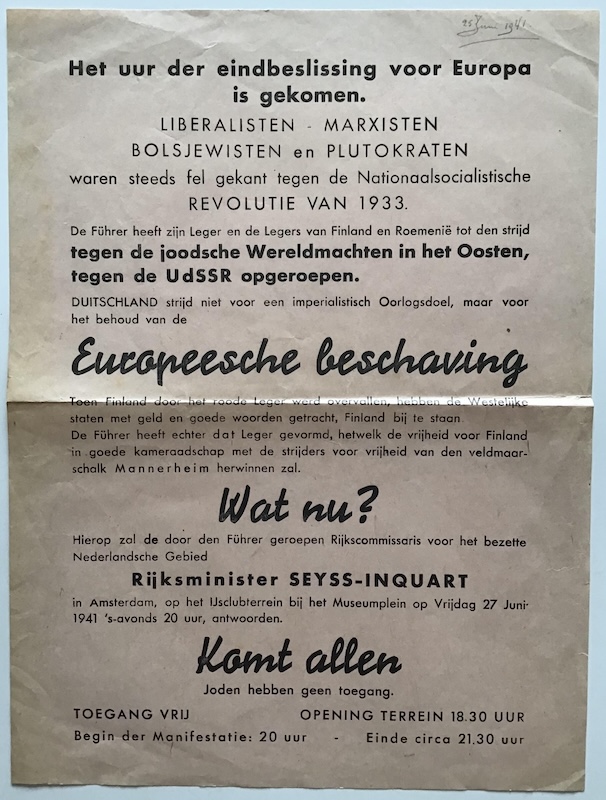 25 Juni 1941
Het uur der eindbeslissing voor Europa
is gekomen.
LIBERALISTEN - MARXISTEN
BOLSJEWISTEN en PLUTOKRATEN
waren steeds fel gekant tegen de Nationaalsocialistische
REVOLUTIE VAN 1933.
De Führer heeft zijn Leger en de Legers van Finland en Roemenië tot den strijd
tegen de joodsche Wereldmachten in het Oosten,
tegen de UdSSR opgeroepen.
DUITSCHLAND strijd niet voor een imperialistisch Oorlogsdoel, maar voor
het behoud van de
Europeesche beschaving
Toen Finland door het roode Leger werd overvallen, hebben de Westelijke
staten met geld en goede woorden getracht, Finland bij te staan.
De Führer heeft echter dat Leger gevormd, hetwelk de vrijheid voor Finland
in goede kameraadschap met de strijders voor vrijheid van den veldmaar-
schalk Mannerheim herwinnen zal.
Wat nu?
Hierop zal de door den Führer geroepen Rijkscommissaris voor het bezette
Nederlandsche Gebied
Rijksminister SEYSS-INQUART
in Amsterdam, op het IJsclubterrein bij het Museumplein op Vrijdag 27 Juni-
1941 's-avonds 20 uur, antwoorden.
Komt allen
Joden hebben geen toegang.
TOEGANG VRIJ OPENING TERREIN 18.30 UUR
Begin der Manifestatie: 20 uur - Einde circa 21.30 uur